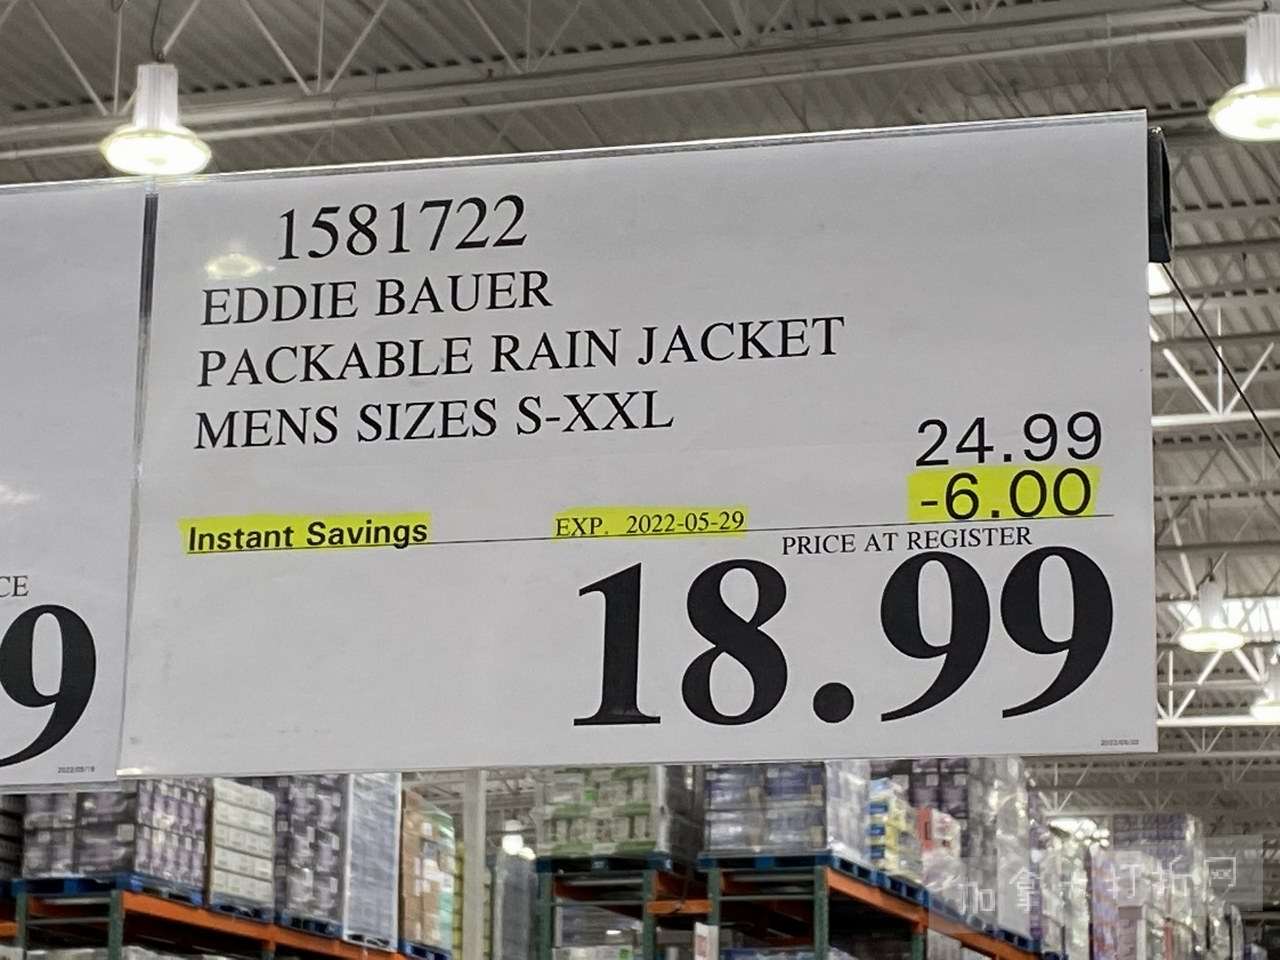 1581722
EDDIE BAUER
PACKABLE RAIN JACKET
MENS SIZES S-XXL
24.99
-6.00
Instant Savings EXP. 2022-05-29
PRICE AT REGISTER
18.99
CE
9
加拿大打折网